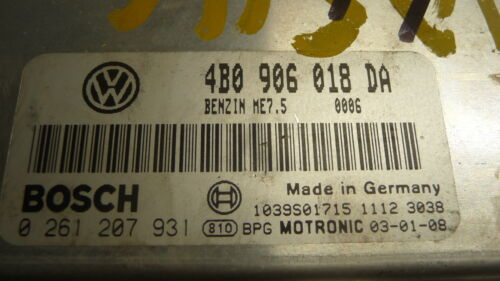 4B0 906 018 DA
BENZIN ME7.5 0006
BOSCH
Made in Germany
0 261 207 931
1039S01715 1112 3038
810 BPG MOTRONIC 03-01-08